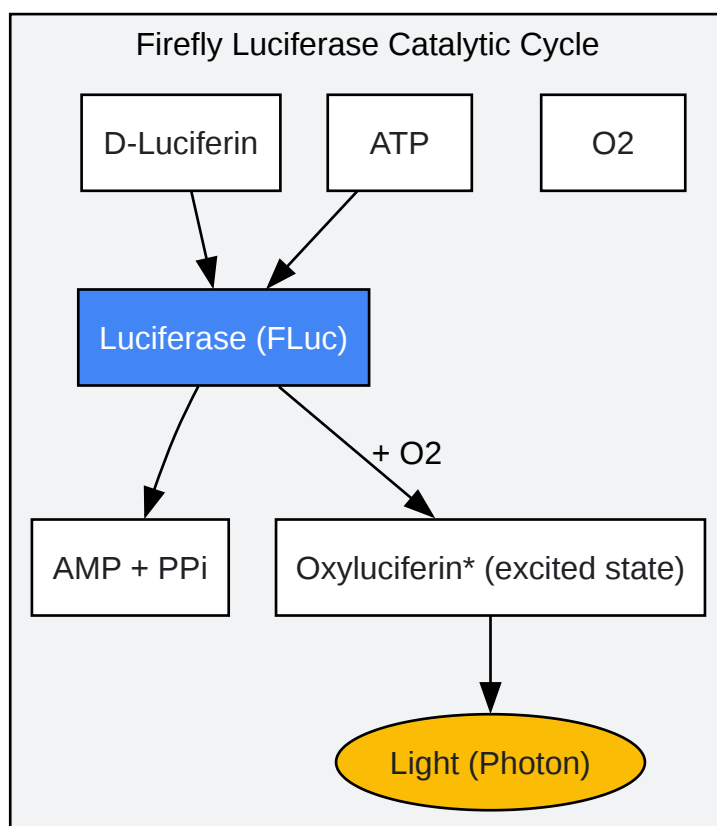 Firefly Luciferase Catalytic Cycle
D-Luciferin
ATP
O2
Luciferase (FLuc)
+ O2
AMP + PPi
Oxyluciferin* (excited state)
Light (Photon)